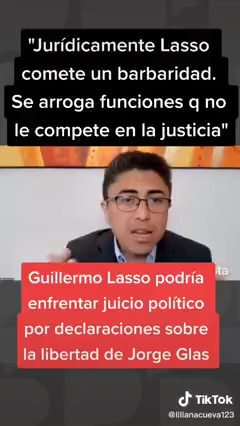 "Jurídicamente Lasso
comete un barbaridad.
Se arroga funciones q no
le compete en la justicia"
Guillermo Lasso podría
enfrentar juicio político
por declaraciones sobre
la libertad de Jorge Glas
TikTok
@lilianacueva123